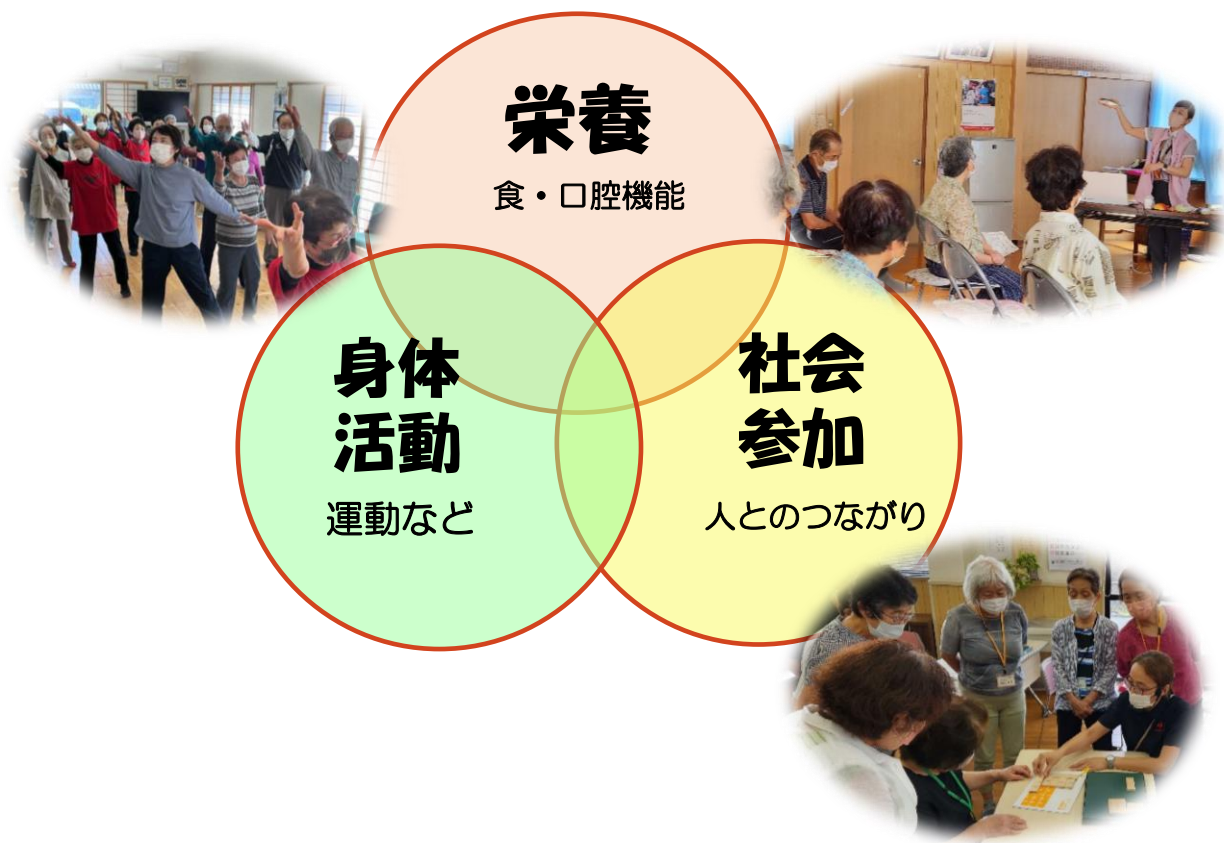 栄養
食・口腔機能
身体
活動
運動など
社会
参加
人とのつながり